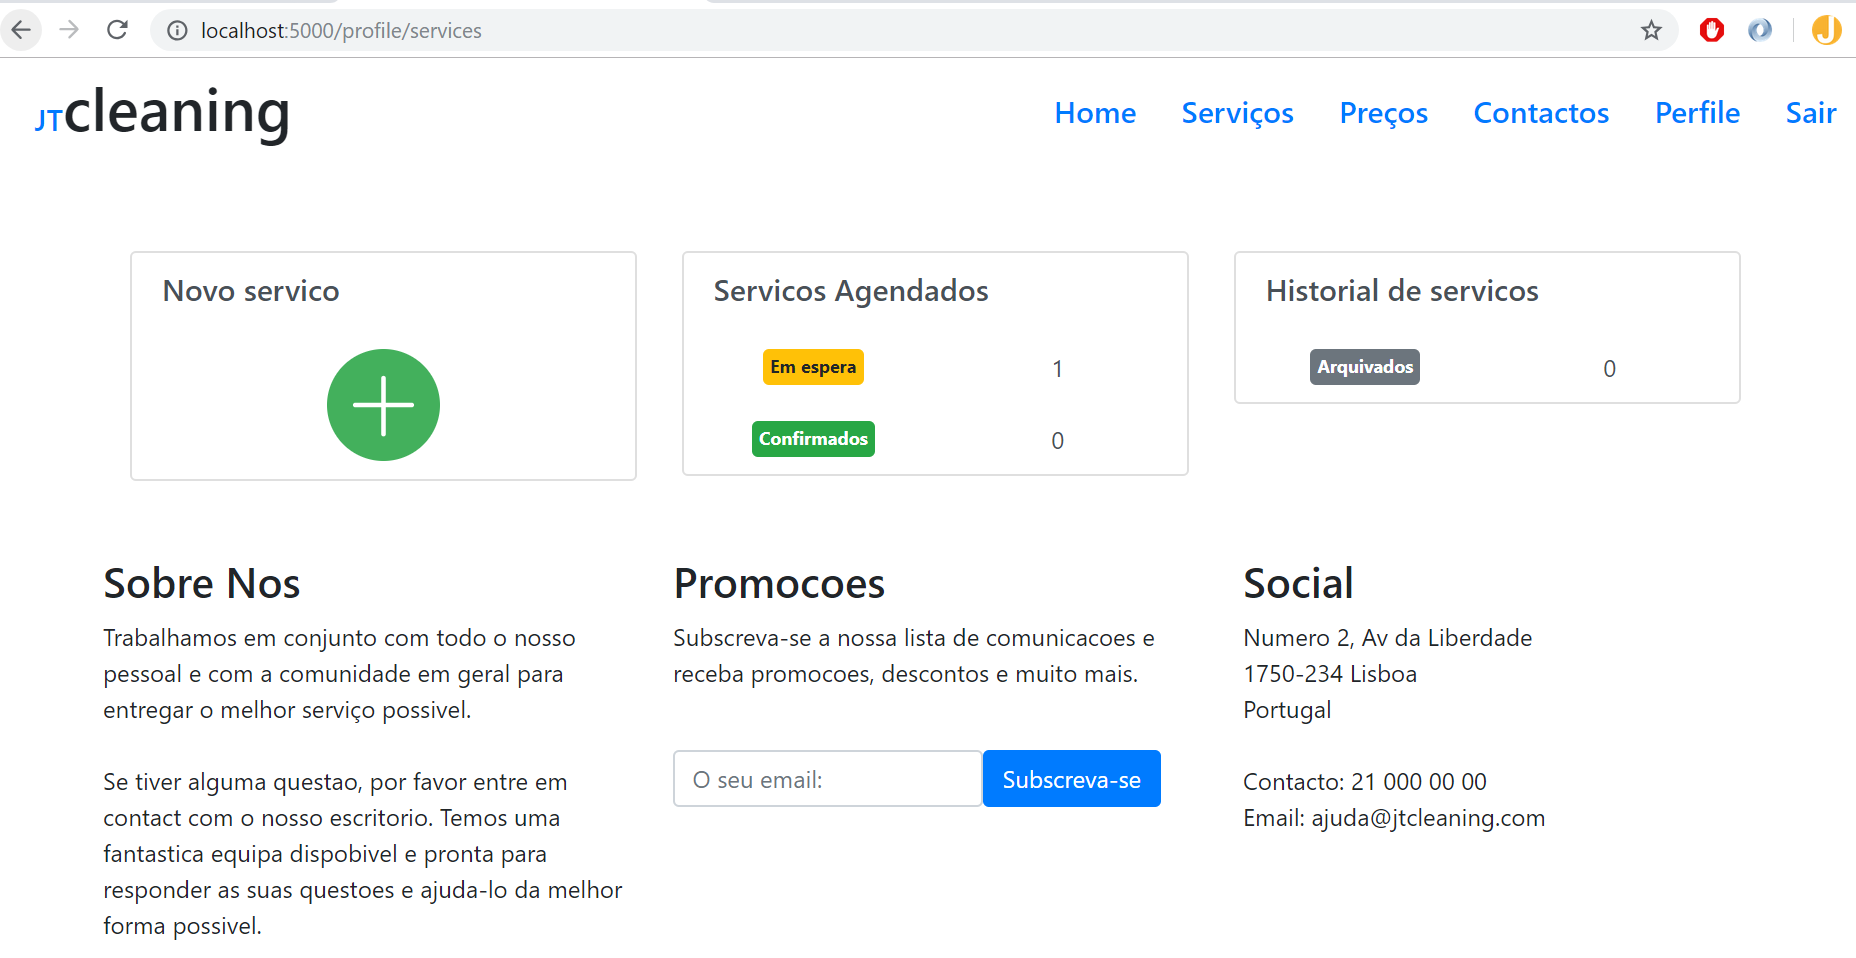 localhost:5000/profile/services
JTcleaning
Home Serviços Preços Contactos Perfile Sair
Novo servico
Servicos Agendados
Em espera 1
Confirmados 0
Historial de servicos
Arquivados 0
Sobre Nos
Trabalhamos em conjunto com todo o nosso
pessoal e com a comunidade em geral para
entregar o melhor serviço possivel.
Se tiver alguma questao, por favor entre em
contact com o nosso escritorio. Temos uma
fantastica equipa dispobivel e pronta para
responder as suas questoes e ajuda-lo da melhor
forma possivel.
Promocoes
Subscreva-se a nossa lista de comunicacoes e
receba promocoes, descontos e muito mais.
O seu email: Subscreva-se
Social
Numero 2, Av da Liberdade
1750-234 Lisboa
Portugal
Contacto: 21 000 00 00
Email: ajuda@jtcleaning.com
J